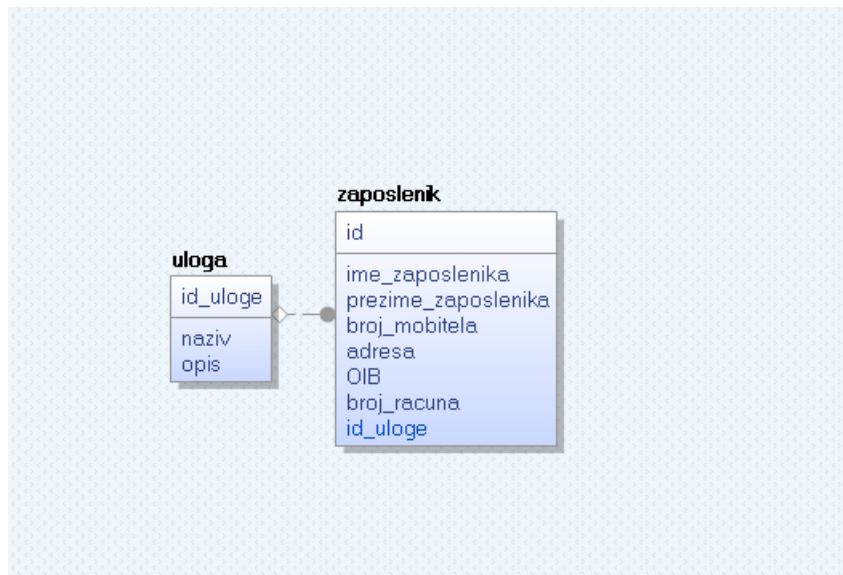 uloga
id_uloge
naziv
opis
zaposlenik
id
ime_zaposlenika
prezime_zaposlenika
broj_mobitela
adresa
OIB
broj_racuna
id_uloge